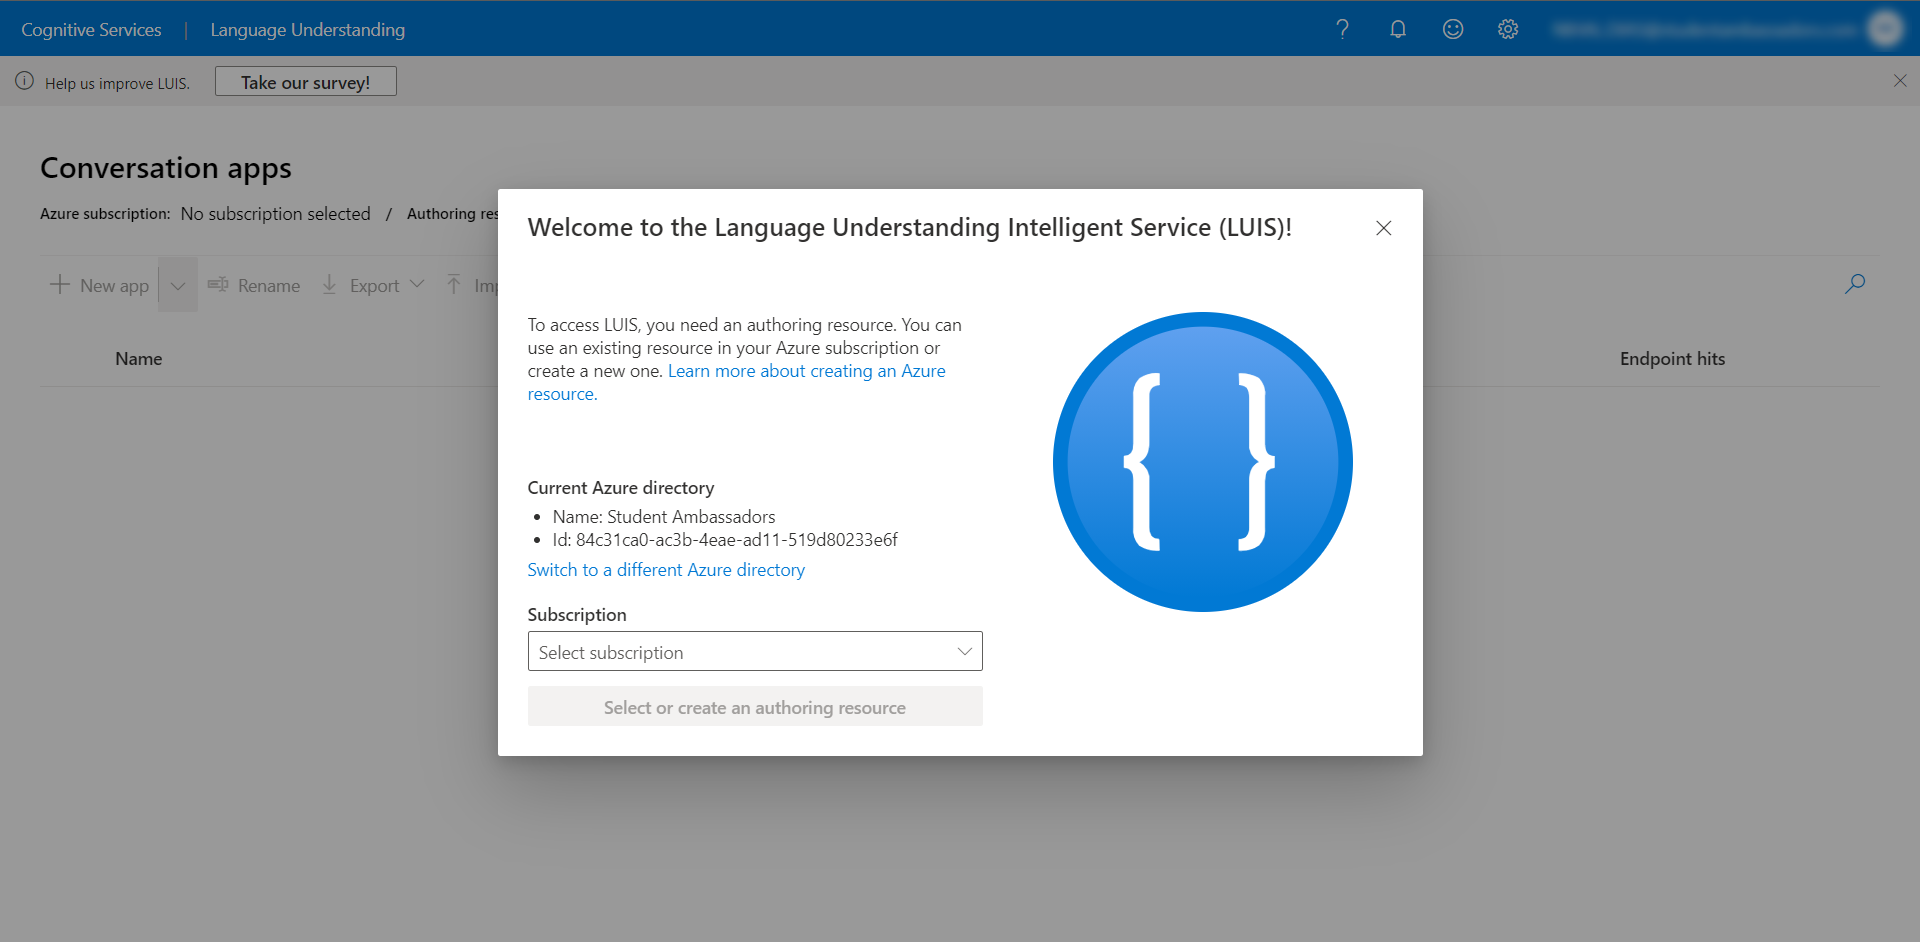 Cognitive Services | Language Understanding
Help us improve LUIS. Take our survey!
Conversation apps
Azure subscription: No subscription selected / Authoring
New app Rename Export
Name Endpoint hits
Welcome to the Language Understanding Intelligent Service (LUIS)!
To access LUIS, you need an authoring resource. You can
use an existing resource in your Azure subscription or
create a new one. Learn more about creating an Azure
resource.
{ }
Current Azure directory
• Name: Student Ambassadors
• Id: 84c31ca0-ac3b-4eae-ad11-519d80233e6f
Switch to a different Azure directory
Subscription
Select subscription
Select or create an authoring resource